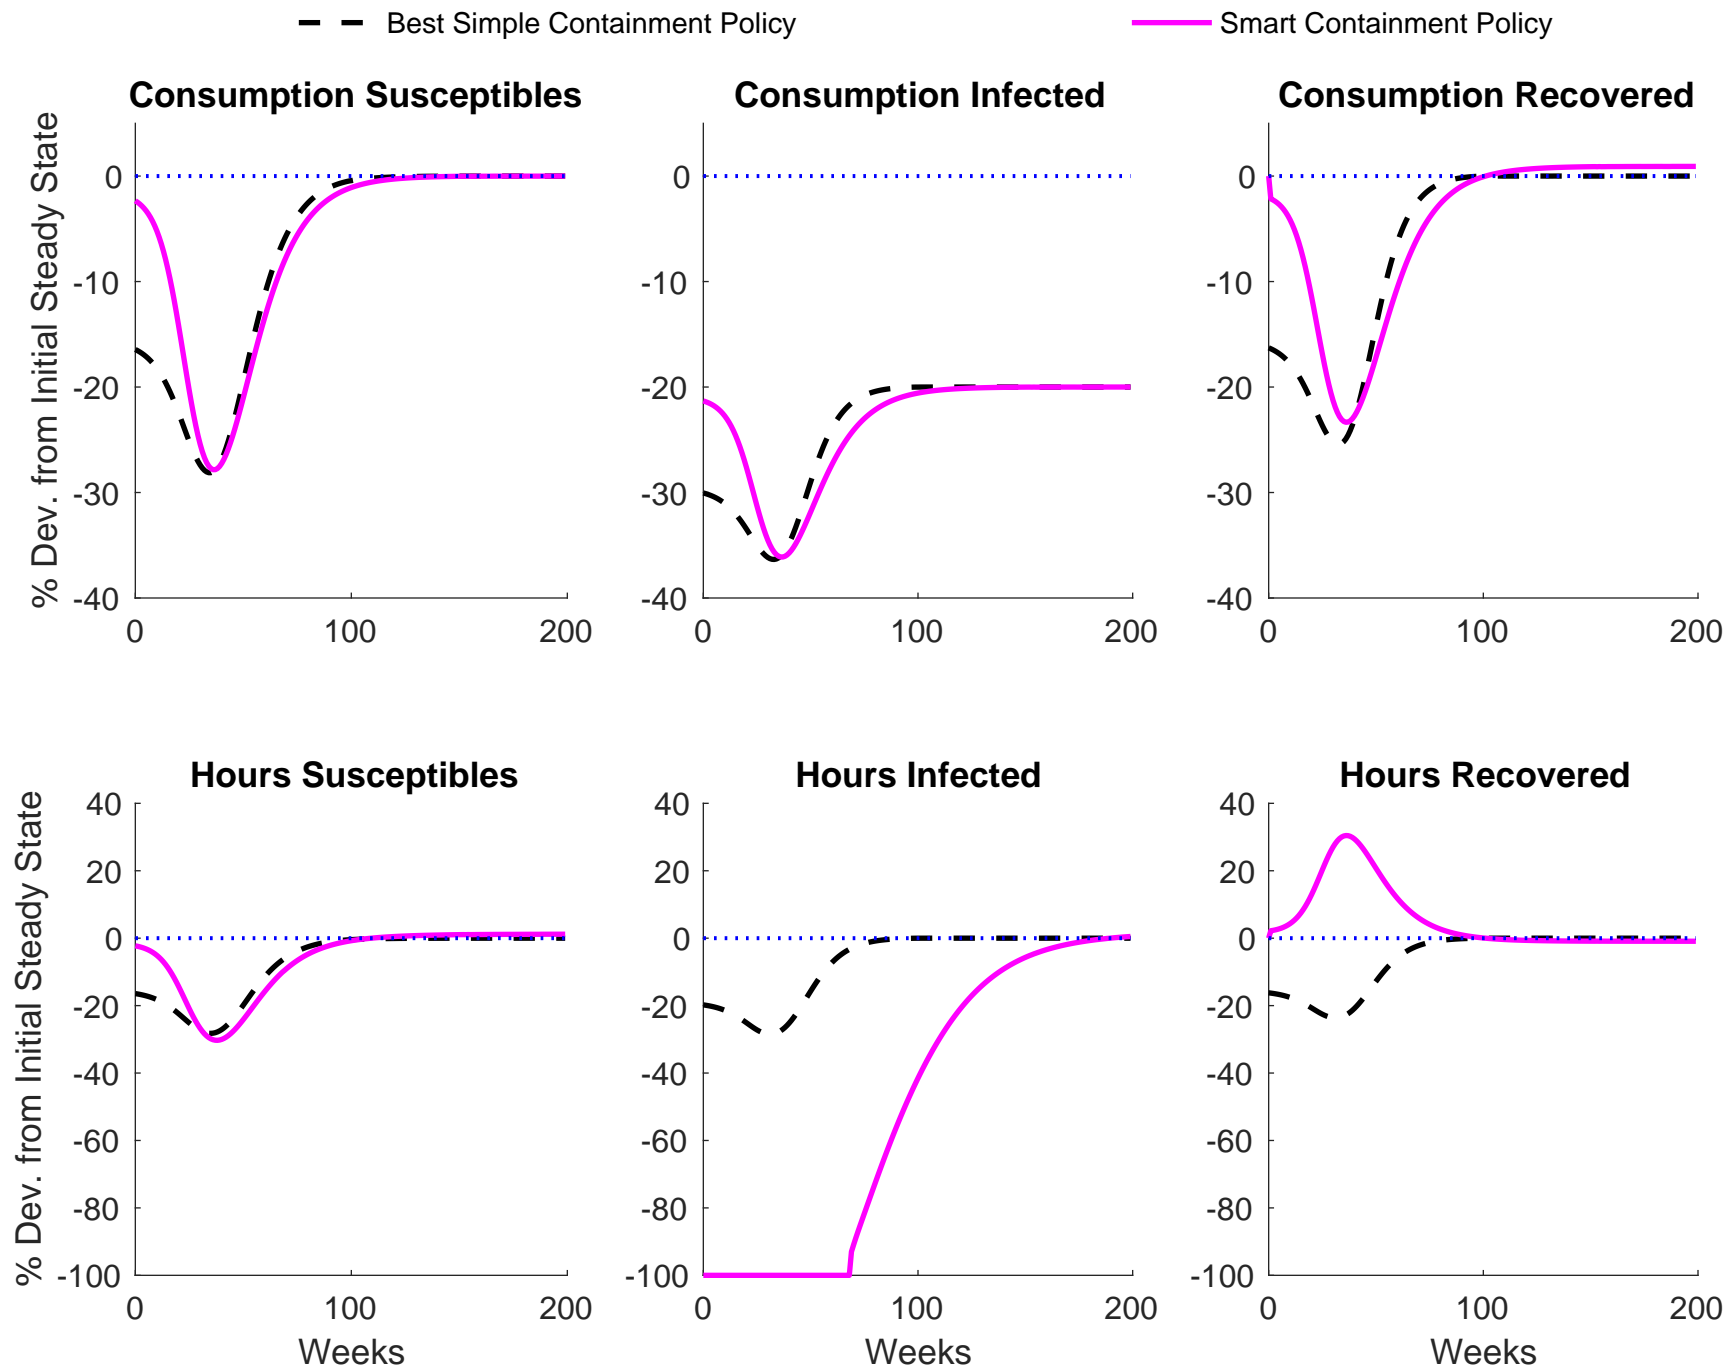 Best Simple Containment Policy
Smart Containment Policy
Consumption Susceptibles
Consumption Infected
Consumption Recovered
% Dev. from Initial Steady State
0
-10
-20
-30
-40
0 100 200
0
-10
-20
-30
-40
0 100 200
0
-10
-20
-30
-40
0 100 200
Hours Susceptibles
Hours Infected
Hours Recovered
% Dev. from Initial Steady State
40
20
0
-20
-40
-60
-80
-100
0 100 200
Weeks
40
20
0
-20
-40
-60
-80
-100
0 100 200
Weeks
40
20
0
-20
-40
-60
-80
-100
0 100 200
Weeks